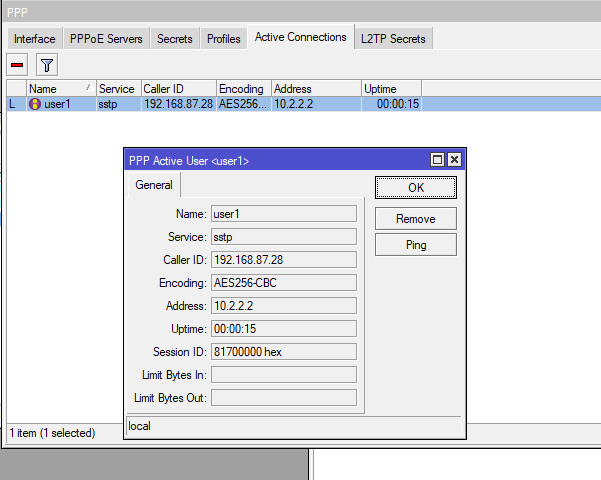 PPP
Interface PPPoE Servers Secrets Profiles Active Connections L2TP Secrets
Name Service Caller ID Encoding Address Uptime
L user1 sstp 192.168.87.28 AES256... 10.2.2.2 00:00:15
PPP Active User <user1>
General
OK
Remove
Ping
Name: user1
Service: sstp
Caller ID: 192.168.87.28
Encoding: AES256-CBC
Address: 10.2.2.2
Uptime: 00:00:15
Session ID: 81700000 hex
Limit Bytes In:
Limit Bytes Out:
local
1 item (1 selected)